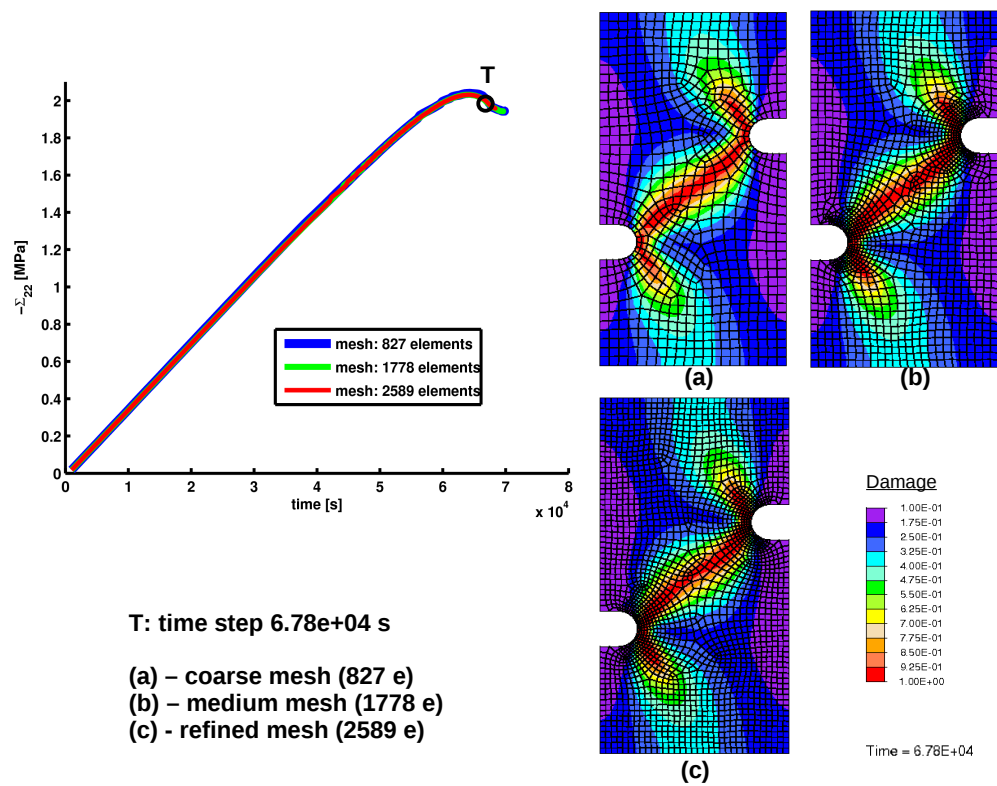 T
2
1.8
1.6
1.4
1.2
1
0.8
0.6
0.4
0.2
0
−Σ22 [MPa]
mesh: 827 elements
mesh: 1778 elements
mesh: 2589 elements
0 1 2 3 4 5 6 7 8
time [s]
x 10^4
T: time step 6.78e+04 s
(a) – coarse mesh (827 e)
(b) – medium mesh (1778 e)
(c) - refined mesh (2589 e)
(a)
(b)
(c)
Damage
1.00E-01
1.75E-01
2.50E-01
3.25E-01
4.00E-01
4.75E-01
5.50E-01
6.25E-01
7.00E-01
7.75E-01
8.50E-01
9.25E-01
1.00E+00
Time = 6.78E+04